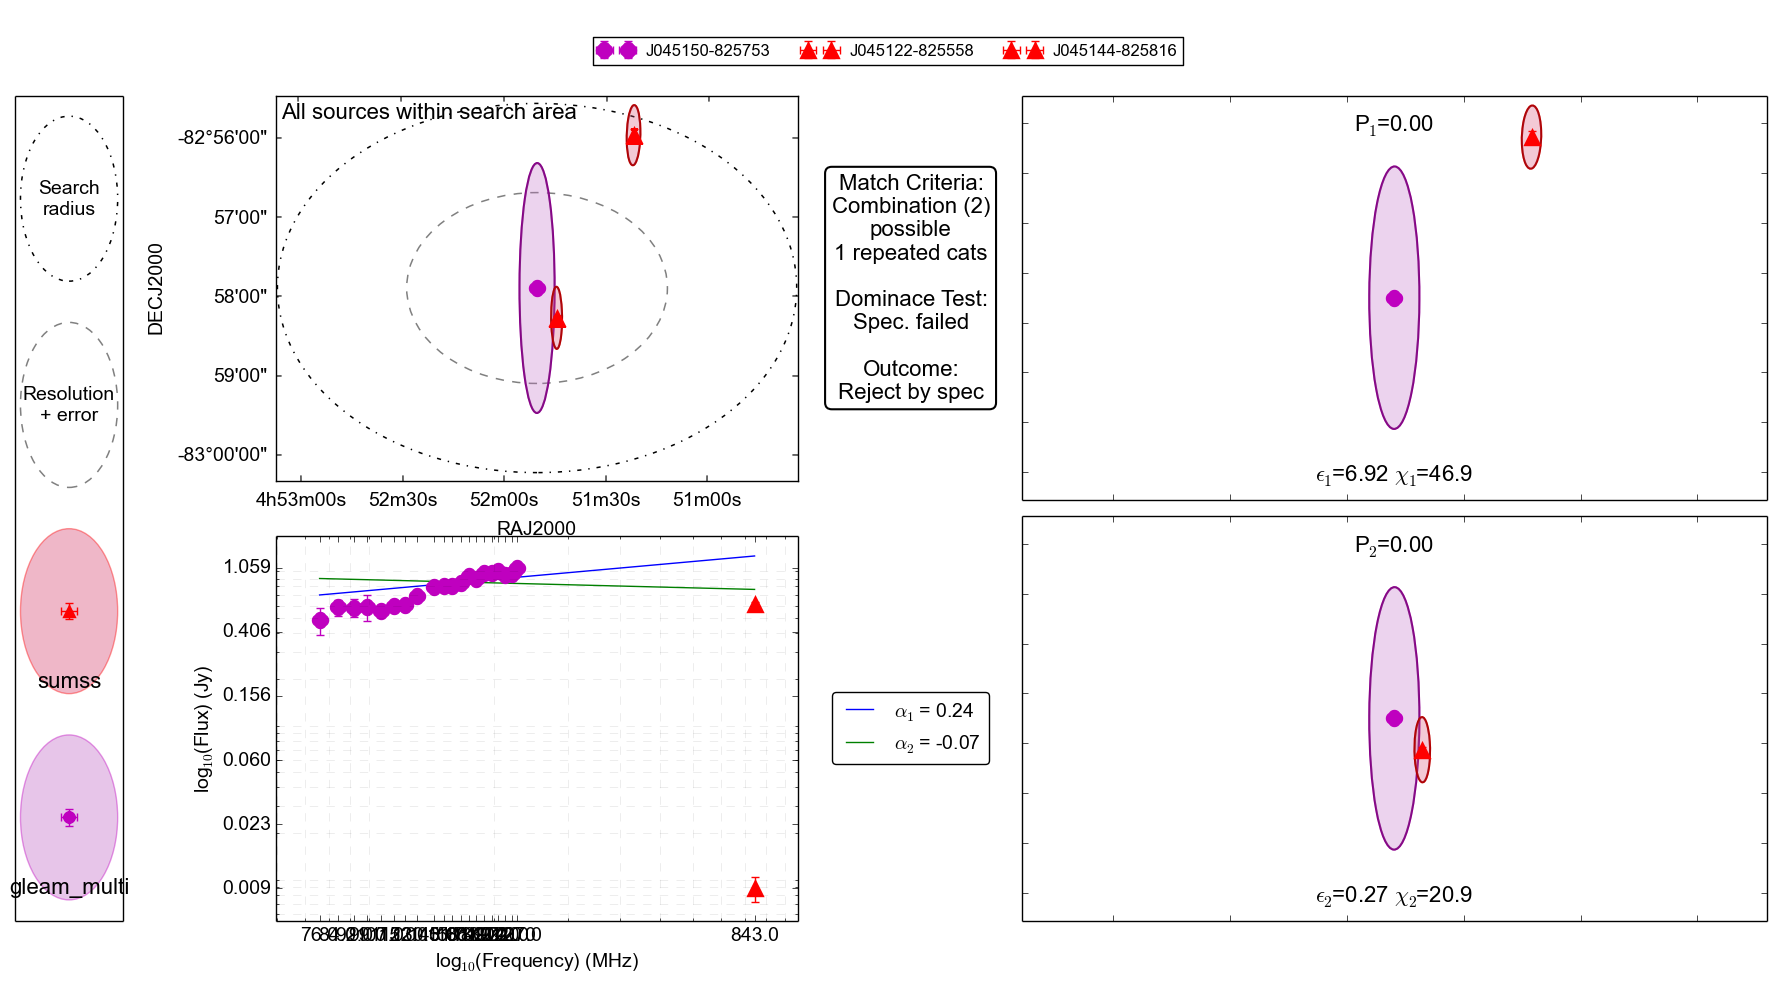 J045150-825753 J045122-825558 J045144-825816
Search
radius
Resolution
+ error
sumss
gleam_multi
All sources within search area
-82°56'00"
57'00"
58'00"
59'00"
-83°00'00"
DECJ2000
4h53m00s 52m30s 52m00s 51m30s 51m00s
RAJ2000
Match Criteria:
Combination (2)
possible
1 repeated cats
Dominace Test:
Spec. failed
Outcome:
Reject by spec
P1=0.00
ϵ1=6.92 χ1=46.9
1.059
0.406
0.156
0.060
0.023
0.009
log10(Flux) (Jy)
843.0
log10(Frequency) (MHz)
α1 = 0.24
α2 = -0.07
P2=0.00
ϵ2=0.27 χ2=20.9